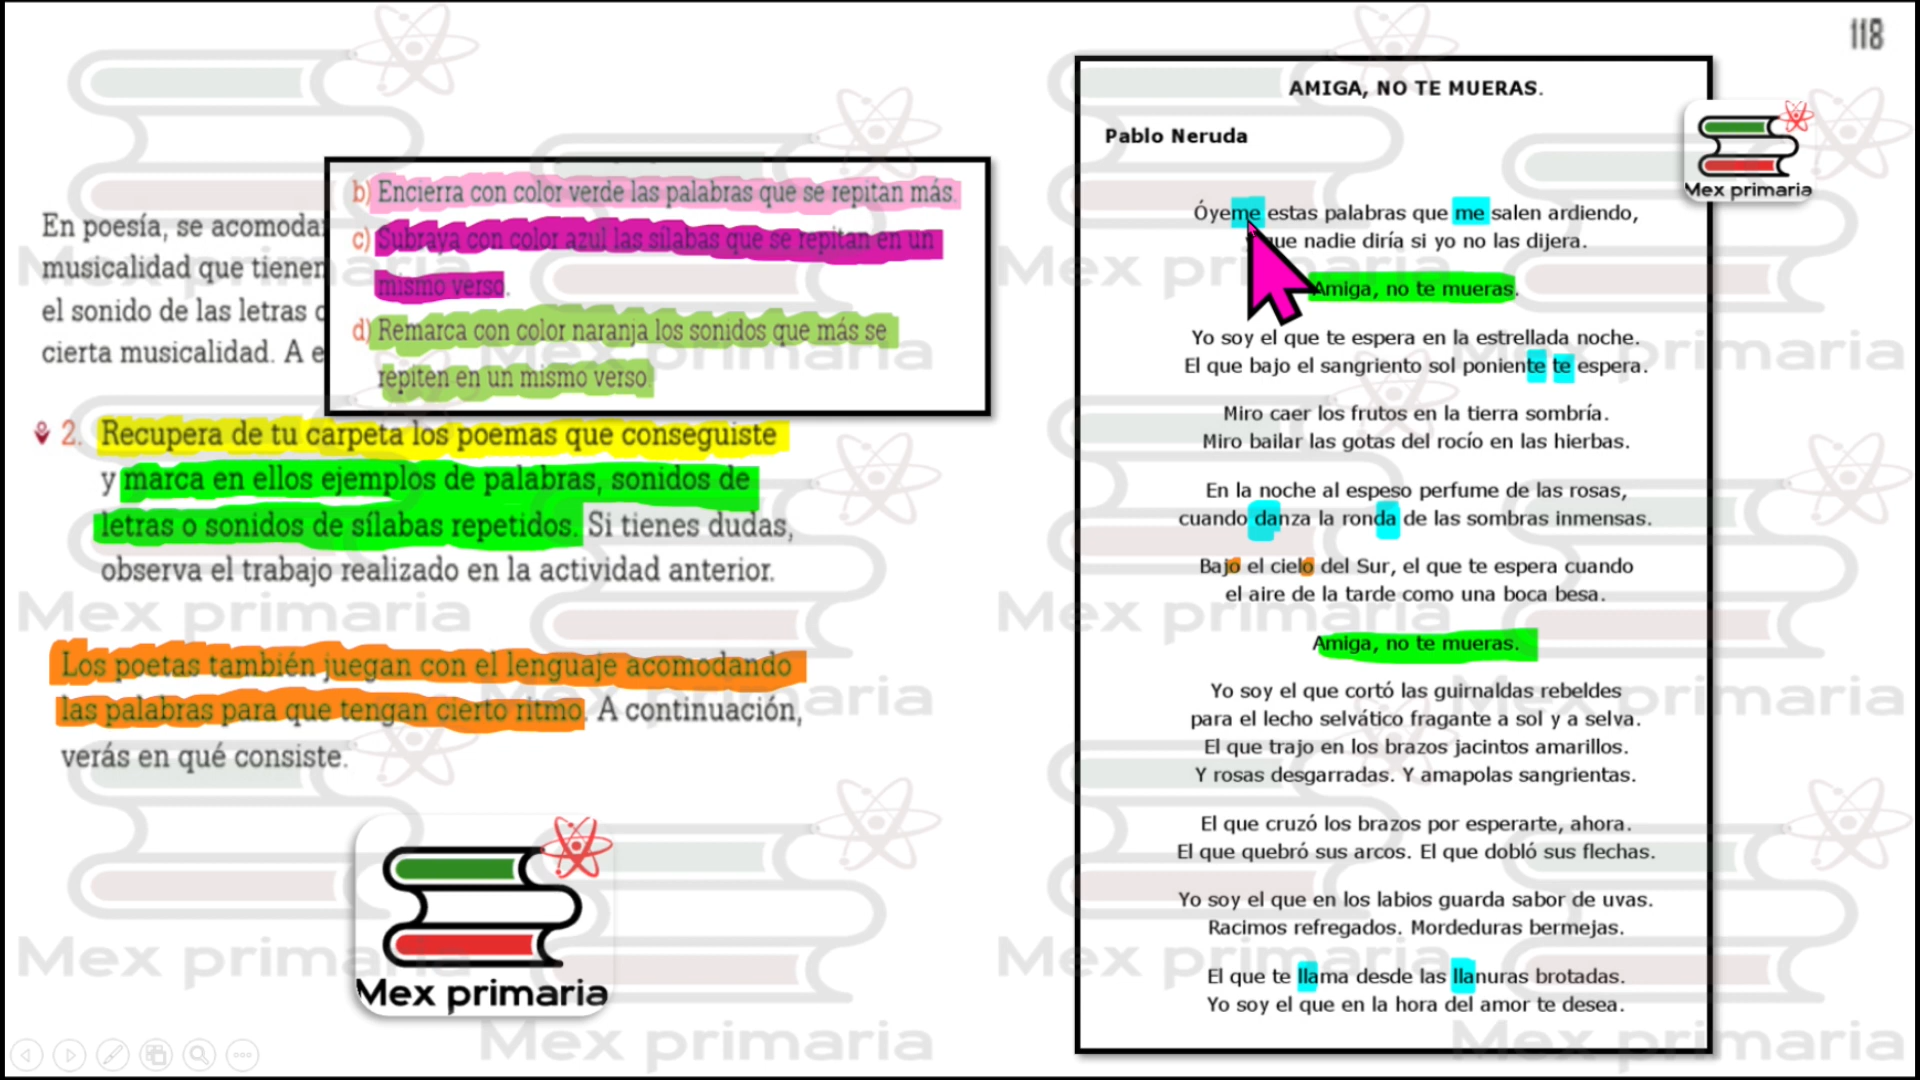 118
En poesía, se acomodar
musicalidad que tienen
el sonido de las letras o
cierta musicalidad. A e
b) Encierra con color verde las palabras que se repitan más.
c) Subraya con color azul las sílabas que se repitan en un
mismo verso.
d) Remarca con color naranja los sonidos que más se
repiten en un mismo verso.
2. Recupera de tu carpeta los poemas que conseguiste
y marca en ellos ejemplos de palabras, sonidos de
letras o sonidos de sílabas repetidos. Si tienes dudas,
observa el trabajo realizado en la actividad anterior.
Los poetas también juegan con el lenguaje acomodando
las palabras para que tengan cierto ritmo. A continuación,
verás en qué consiste.
Mex primaria
AMIGA, NO TE MUERAS.
Pablo Neruda
Óyeme estas palabras que me salen ardiendo,
que nadie diría si yo no las dijera.
Amiga, no te mueras.
Yo soy el que te espera en la estrellada noche.
El que bajo el sangriento sol poniente te espera.
Miro caer los frutos en la tierra sombría.
Miro bailar las gotas del rocío en las hierbas.
En la noche al espeso perfume de las rosas,
cuando danza la ronda de las sombras inmensas.
Bajo el cielo del Sur, el que te espera cuando
el aire de la tarde como una boca besa.
Amiga, no te mueras.
Yo soy el que cortó las guirnaldas rebeldes
para el lecho selvático fragante a sol y a selva.
El que trajo en los brazos jacintos amarillos.
Y rosas desgarradas. Y amapolas sangrientas.
El que cruzó los brazos por esperarte, ahora.
El que quebró sus arcos. El que dobló sus flechas.
Yo soy el que en los labios guarda sabor de uvas.
Racimos refregados. Mordeduras bermejas.
El que te llama desde las llanuras brotadas.
Yo soy el que en la hora del amor te desea.
Mex primaria